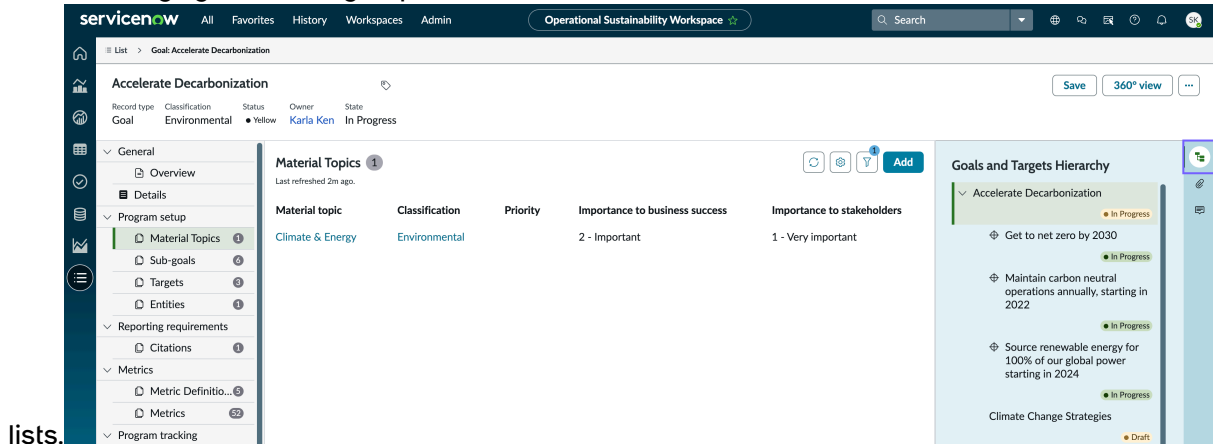 servicenow All Favorites History Workspaces Admin Operational Sustainability Workspace Search SK
List > Goal: Accelerate Decarbonization
Accelerate Decarbonization
Save 360° view ...
Record type Classification Status Owner State
Goal Environmental Yellow Karla Ken In Progress
General
Overview
Details
Program setup
Material Topics 1
Sub-goals 6
Targets 3
Entities 1
Reporting requirements
Citations 1
Metrics
Metric Definitio... 5
Metrics 52
Program tracking
Material Topics 1
Last refreshed 2m ago.
1
Add
Material topic Classification Priority Importance to business success Importance to stakeholders
Climate & Energy Environmental 2 - Important 1 - Very important
Goals and Targets Hierarchy
Accelerate Decarbonization
In Progress
Get to net zero by 2030
In Progress
Maintain carbon neutral
operations annually, starting in
2022
In Progress
Source renewable energy for
100% of our global power
starting in 2024
In Progress
Climate Change Strategies
Draft
lists.